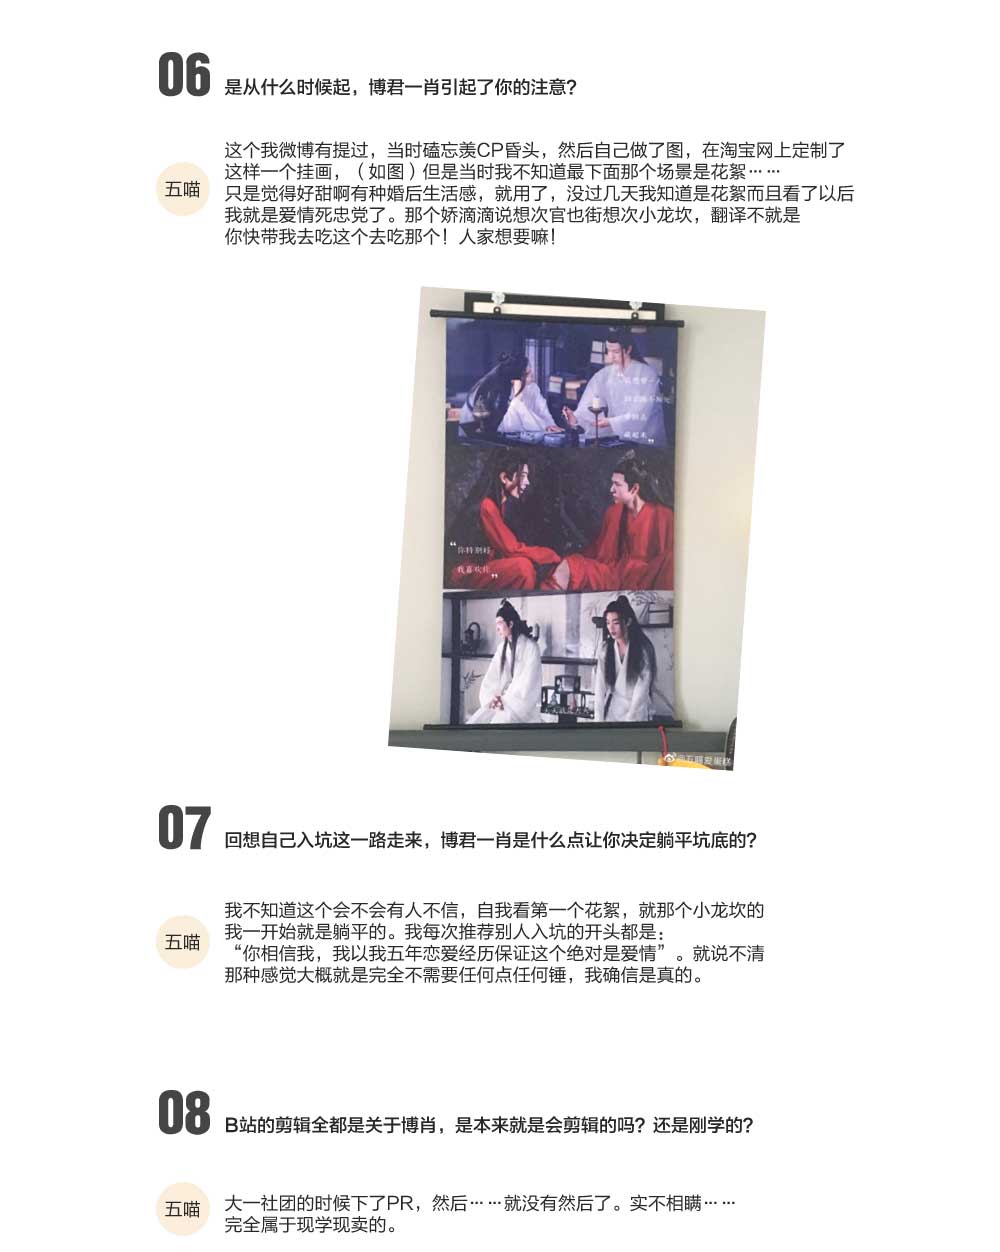 06
是从什么时候起，博君一肖引起了你的注意？
五喵
这个我微博有提过，当时磕忘羡CP昏头，然后自己做了图，在淘宝网上定制了
这样一个挂画，（如图）但是当时我不知道最下面那个场景是花絮……
只是觉得好甜啊有种婚后生活感，就用了，没过几天我知道是花絮而且看了以后
我就是爱情死忠党了。那个娇滴滴说想次官也街想次小龙坎，翻译不就是
你快带我去吃这个去吃那个！人家想要嘛！
“你特别好
我喜欢你”
07
回想自己入坑这一路走来，博君一肖是什么点让你决定躺平坑底的？
五喵
我不知道这个会不会有人不信，自我看第一个花絮，就那个小龙坎的
我一开始就是躺平的。我每次推荐别人入坑的开头都是：
“你相信我，我以我五年恋爱经历保证这个绝对是爱情”。就说不清
那种感觉大概就是完全不需要任何点任何锤，我确信是真的。
08
B站的剪辑全都是关于博肖，是本来就是会剪辑的吗？还是刚学的？
五喵
大一社团的时候下了PR，然后……就没有然后了。实不相瞒……
完全属于现学现卖的。